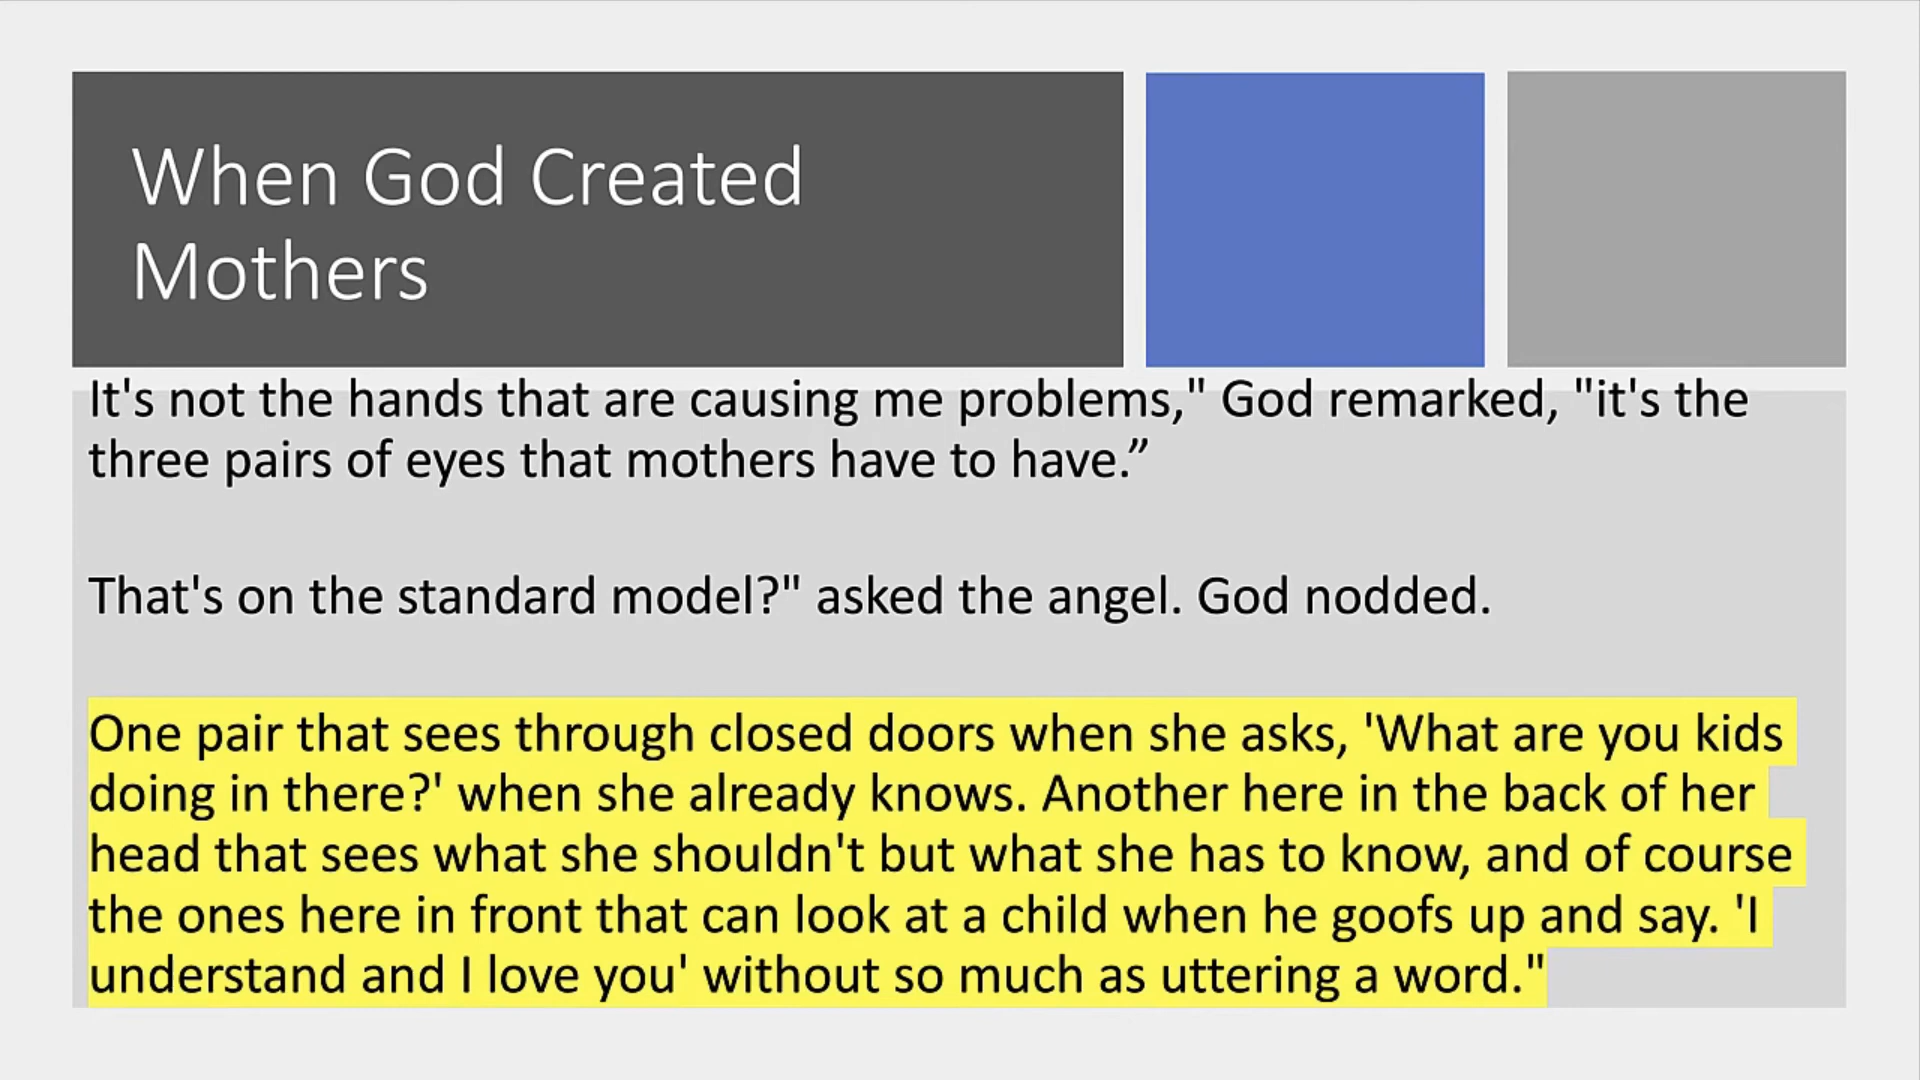 When God Created
Mothers
It's not the hands that are causing me problems," God remarked, "it's the
three pairs of eyes that mothers have to have.”
That's on the standard model?" asked the angel. God nodded.
One pair that sees through closed doors when she asks, 'What are you kids
doing in there?' when she already knows. Another here in the back of her
head that sees what she shouldn't but what she has to know, and of course
the ones here in front that can look at a child when he goofs up and say. 'I
understand and I love you' without so much as uttering a word."